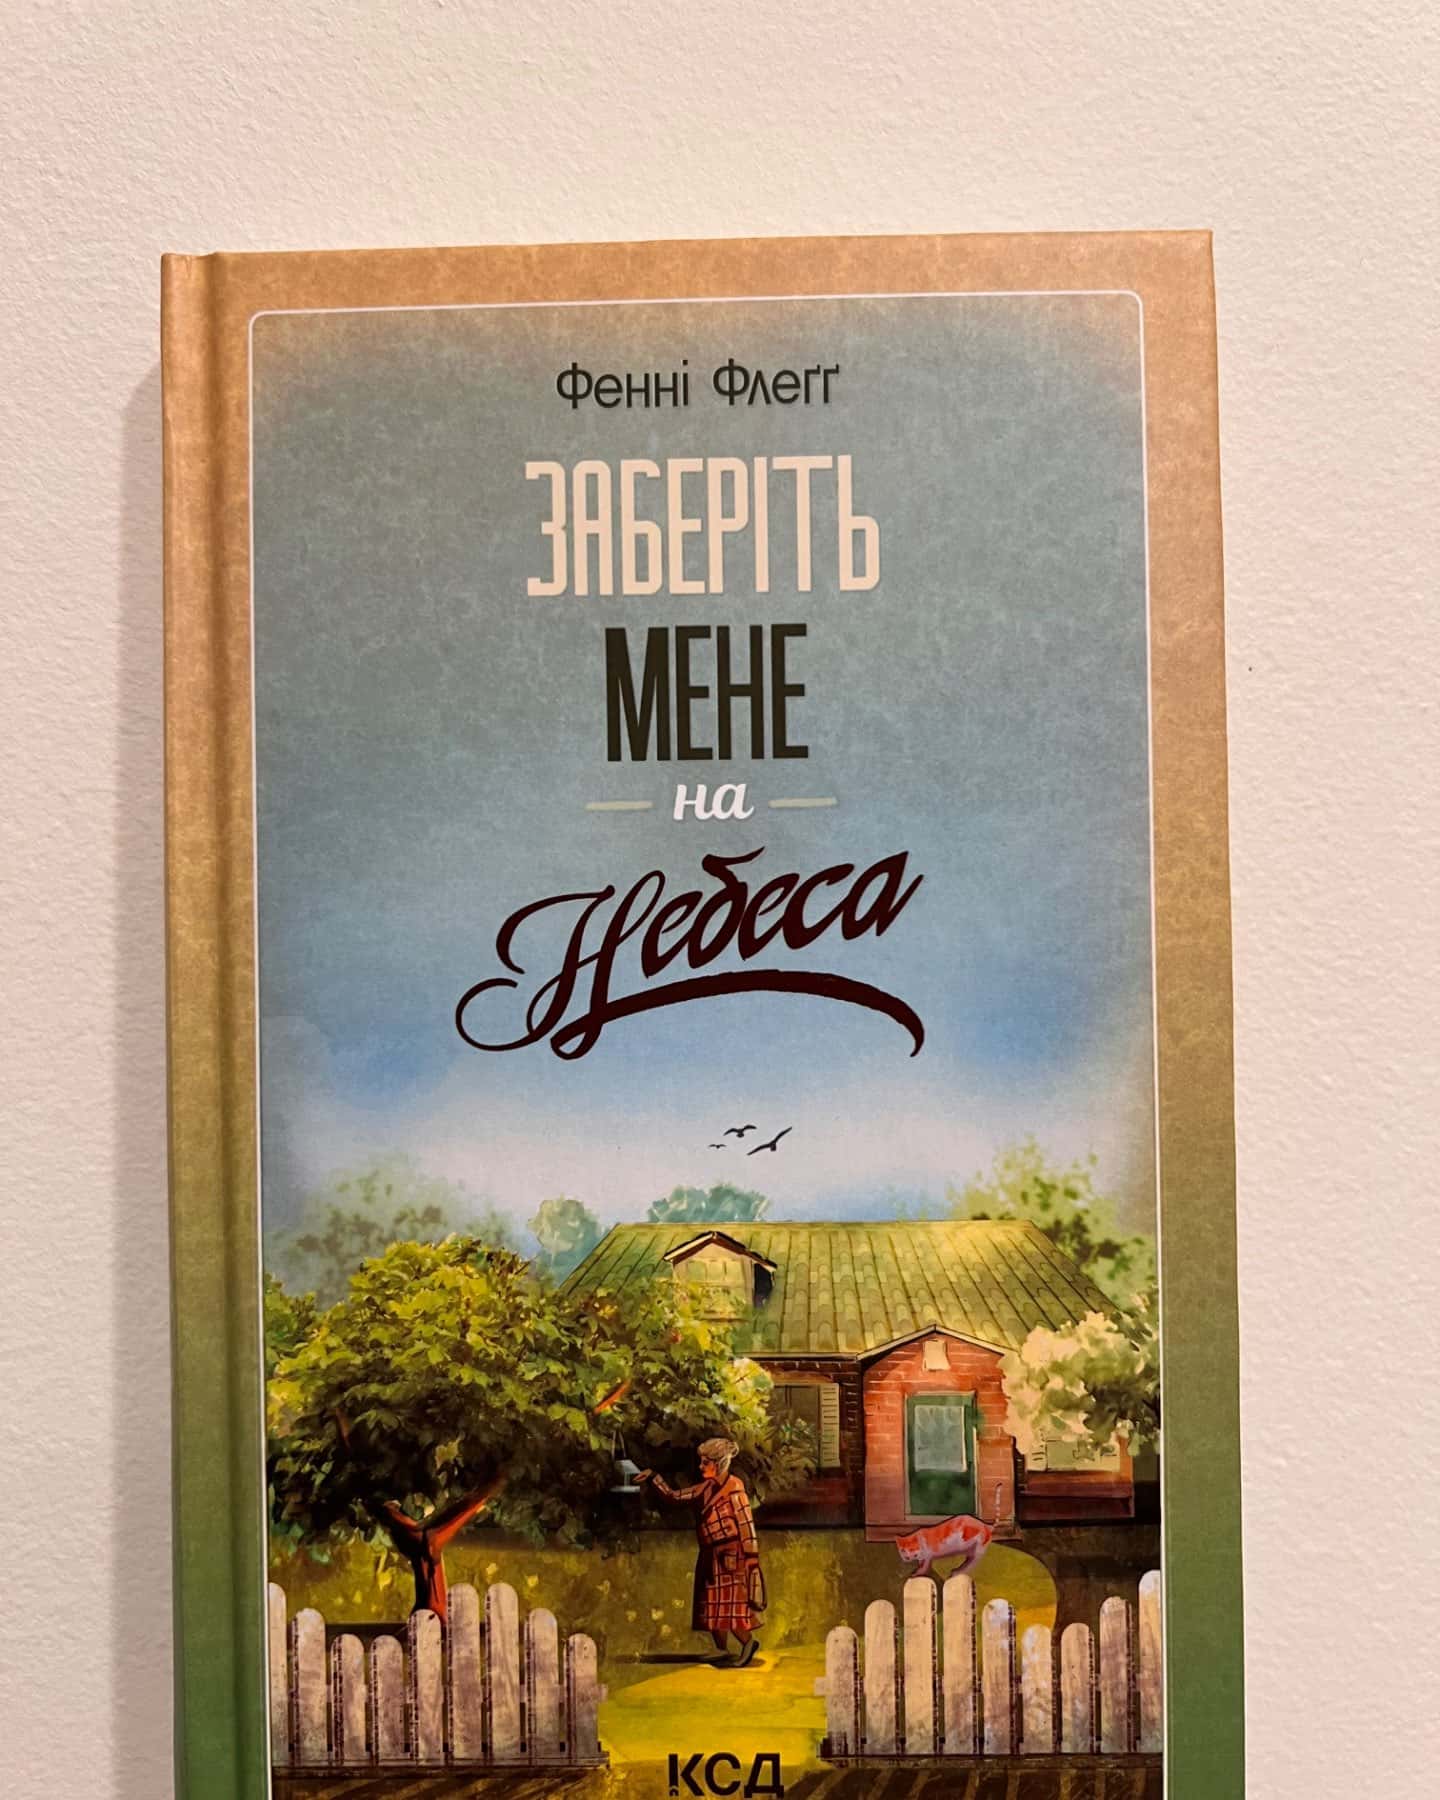 Фенні Флеґґ
ЗАБЕРІТЬ
МЕНЕ
на
Небеса
КСД